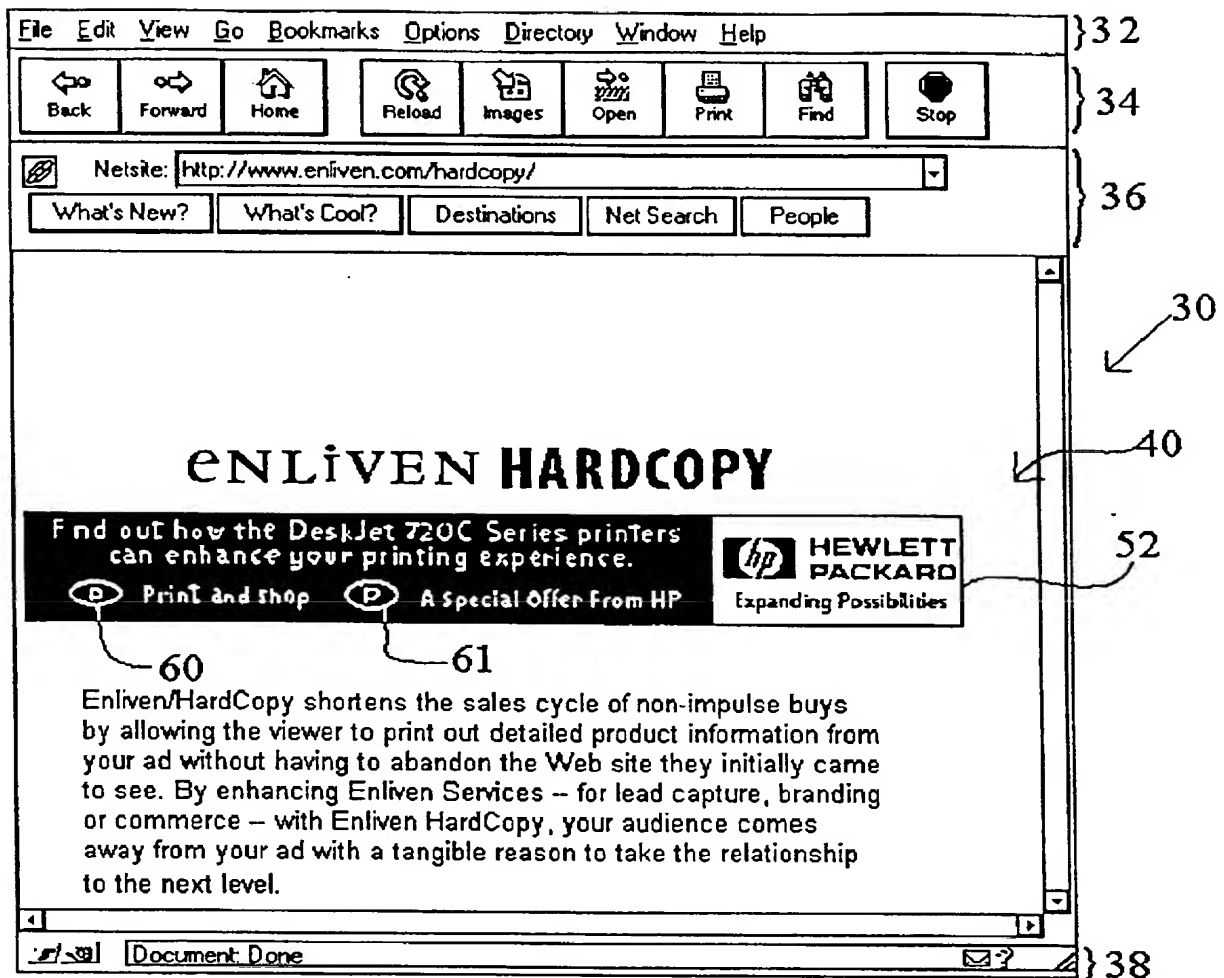 File Edit View Go Bookmarks Options Directory Window Help }32
Back Forward Home Reload Images Open Print Find Stop } 34
Netsite: http://www.enliven.com/hardcopy/ } 36
What's New? What's Cool? Destinations Net Search People
30
40
eNLiVEN HARDCOPY
F nd out how the DeskJet 720C Series printers
can enhance your printing experience.
hp HEWLETT
PACKARD
52
P Print and shop P A Special Offer From HP
Expanding Possibilities
60 61
Enliven/HardCopy shortens the sales cycle of non-impulse buys
by allowing the viewer to print out detailed product information from
your ad without having to abandon the Web site they initially came
to see. By enhancing Enliven Services – for lead capture, branding
or commerce – with Enliven HardCopy, your audience comes
away from your ad with a tangible reason to take the relationship
to the next level.
Document: Done ? }38